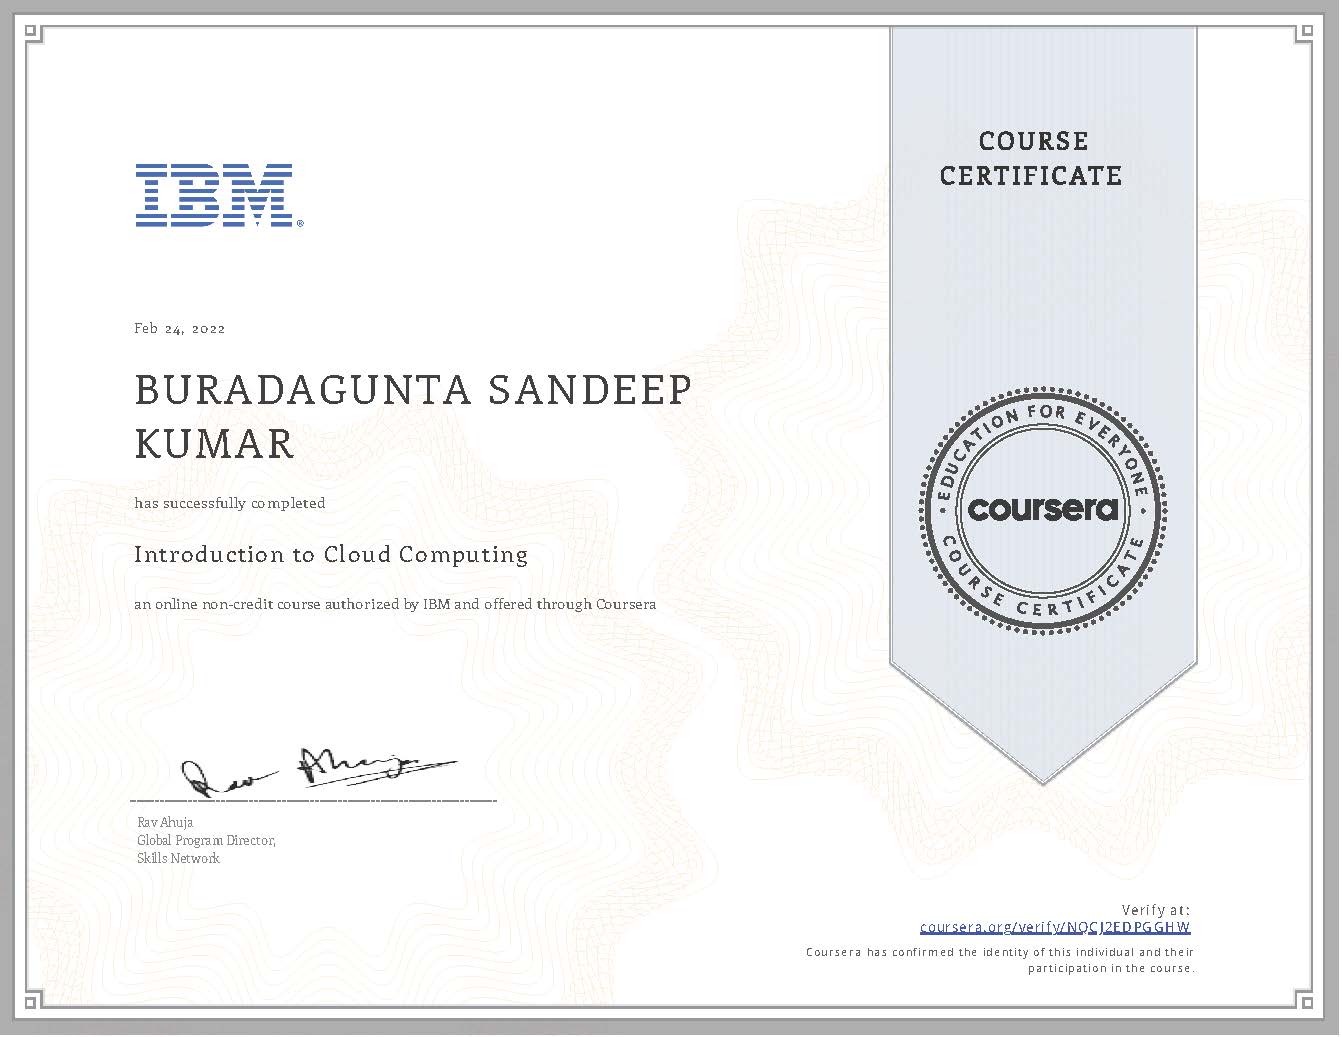 COURSE
CERTIFICATE
IBM®
Feb 24, 2022
BURADAGUNTA SANDEEP
KUMAR
has successfully completed
Introduction to Cloud Computing
an online non-credit course authorized by IBM and offered through Coursera
EDUCATION FOR EVERYONE
coursera
COURSE CERTIFICATE
Rav Ahuja
Rav Ahuja
Global Program Director,
Skills Network
Verify at:
coursera.org/verify/NQCJ2EDPGGHW
Coursera has confirmed the identity of this individual and their
participation in the course.